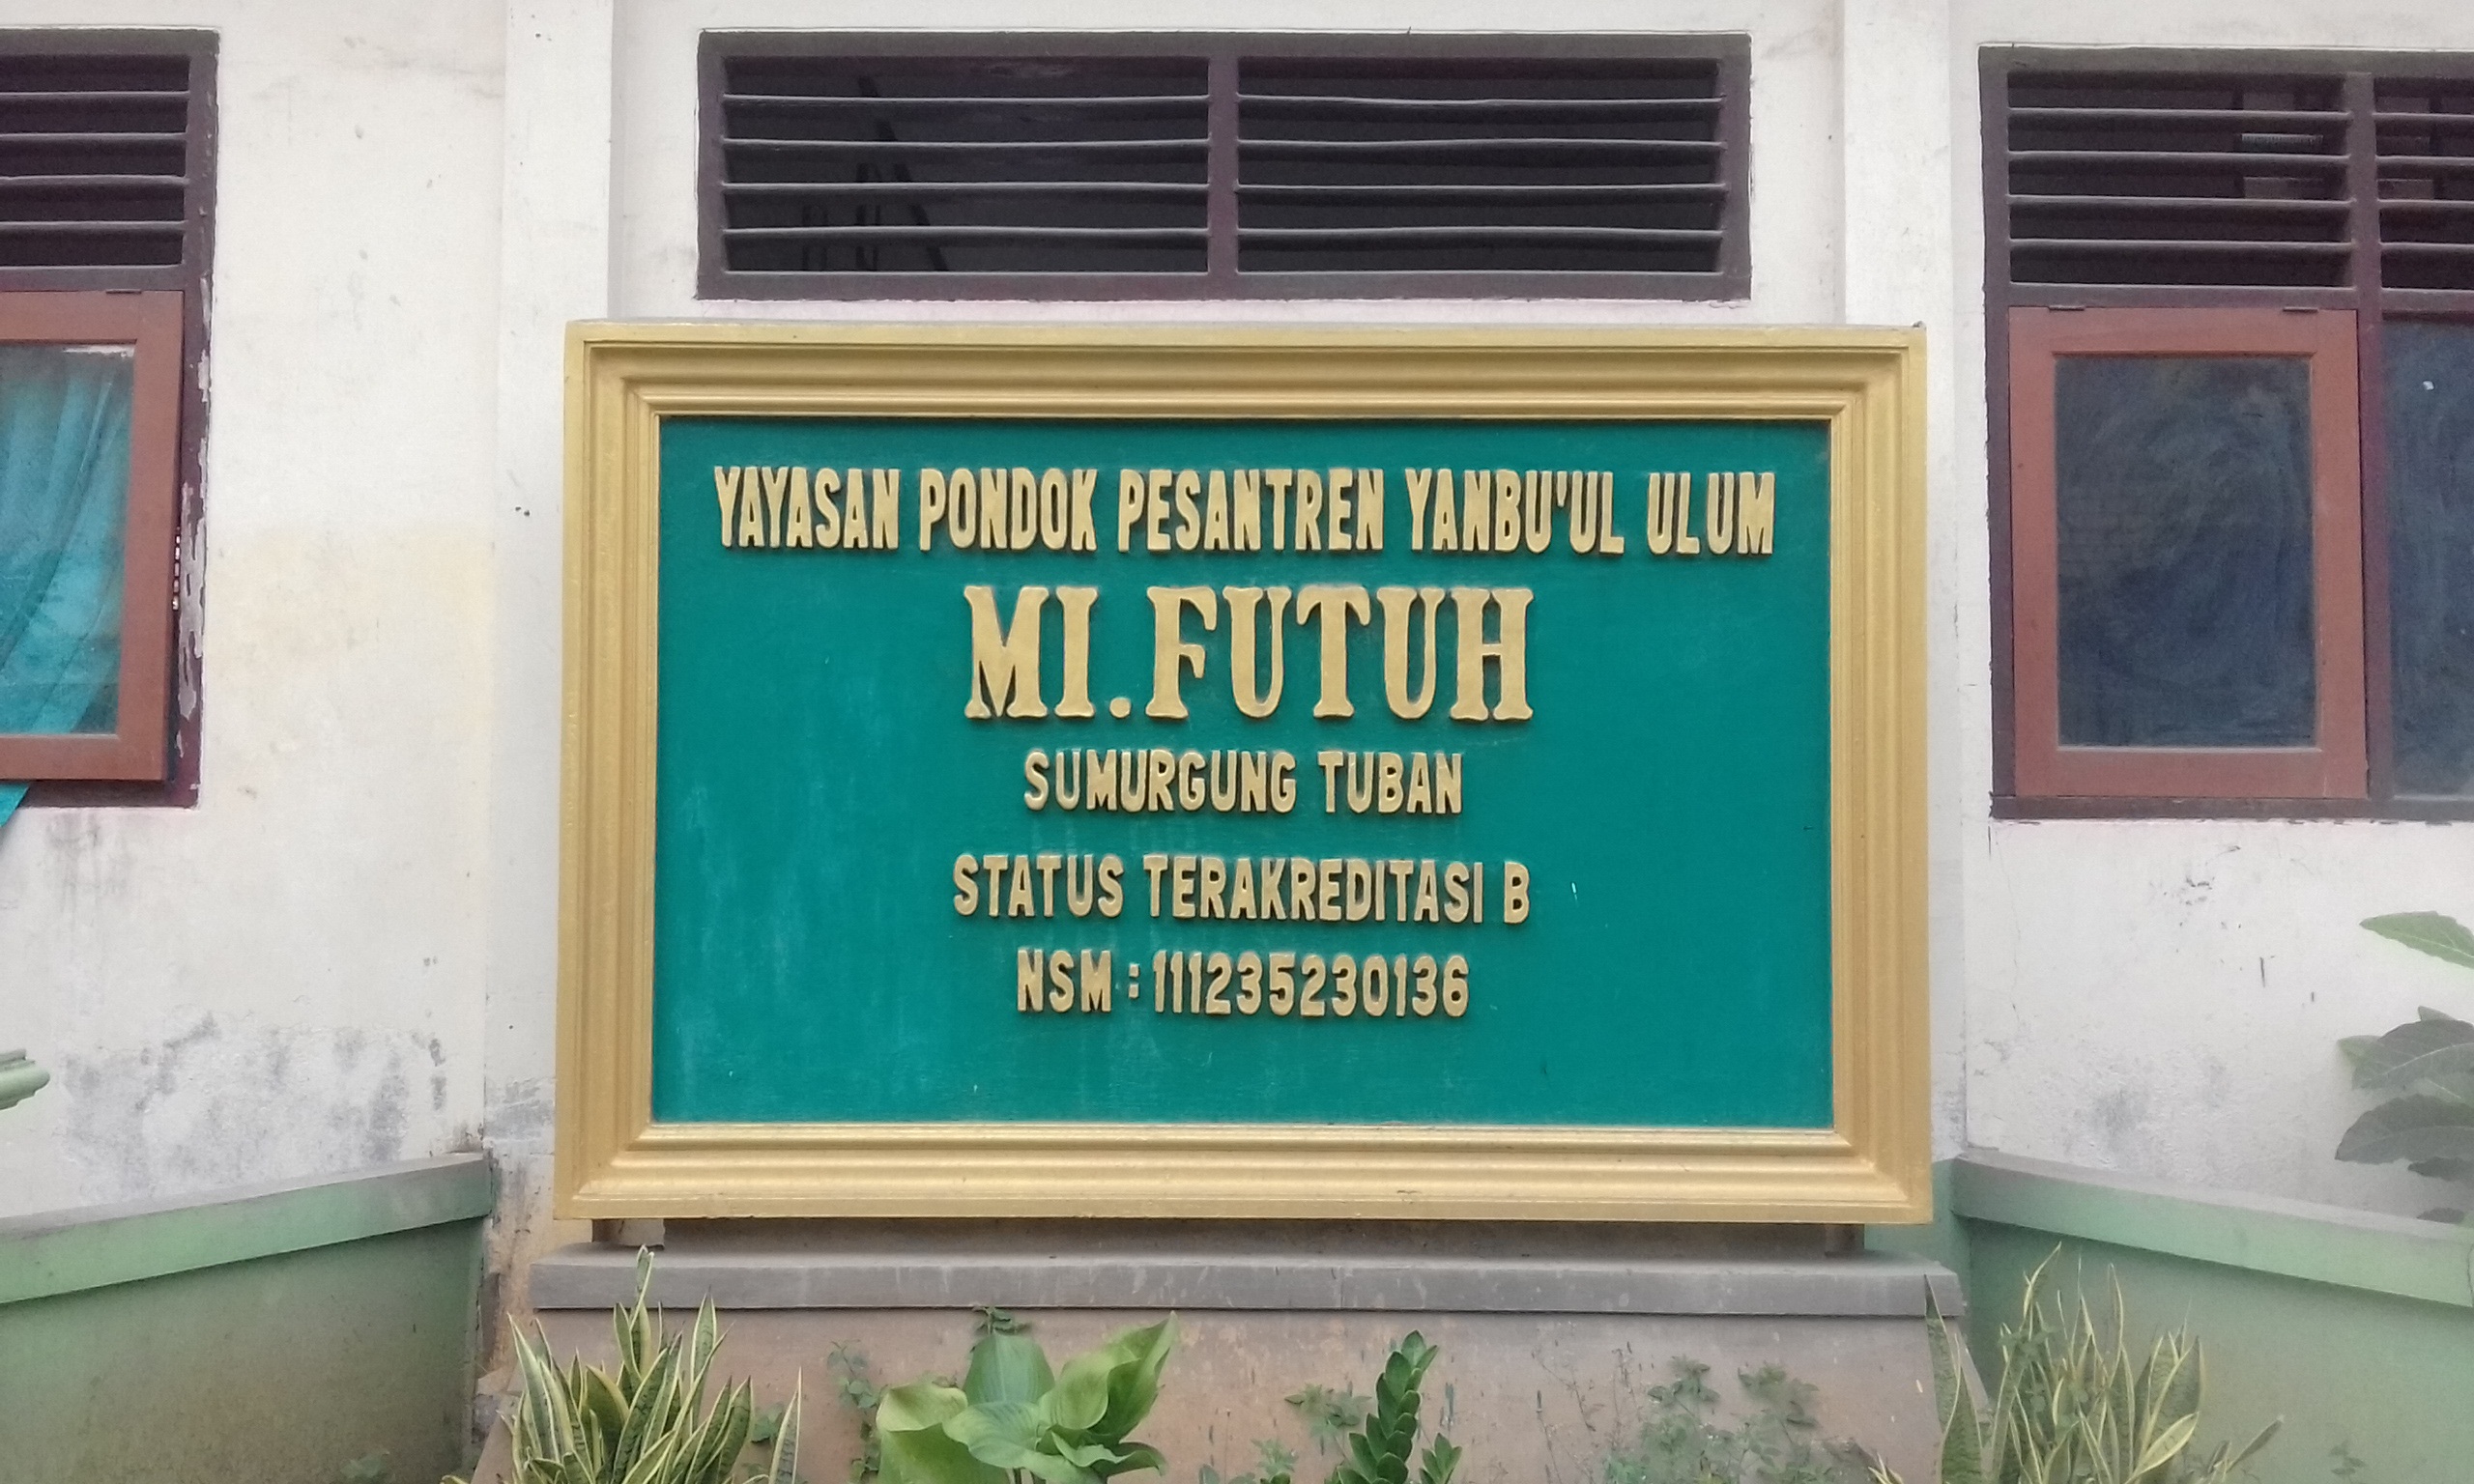 YAYASAN PONDOK PESANTREN YANBU'UL ULUM
MI.FUTUH
SUMURGUNG TUBAN
STATUS TERAKREDITASI B
NSM : 111235230136